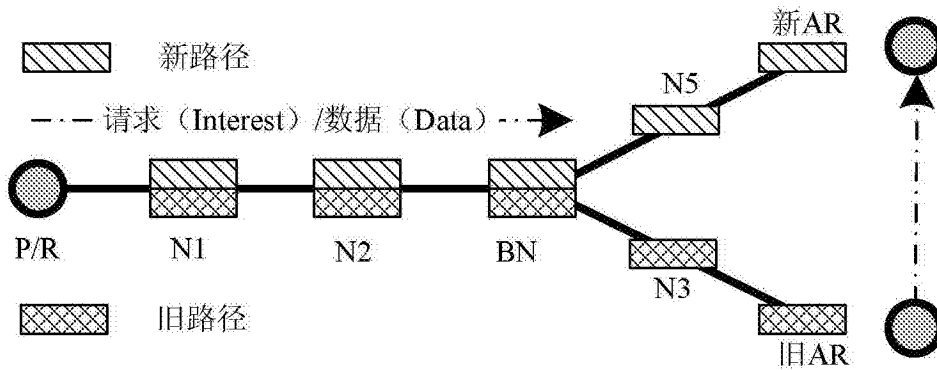 新AR
新路径
N5
请求（Interest）/数据（Data）
P/R
N1
N2
BN
N3
旧路径
旧AR